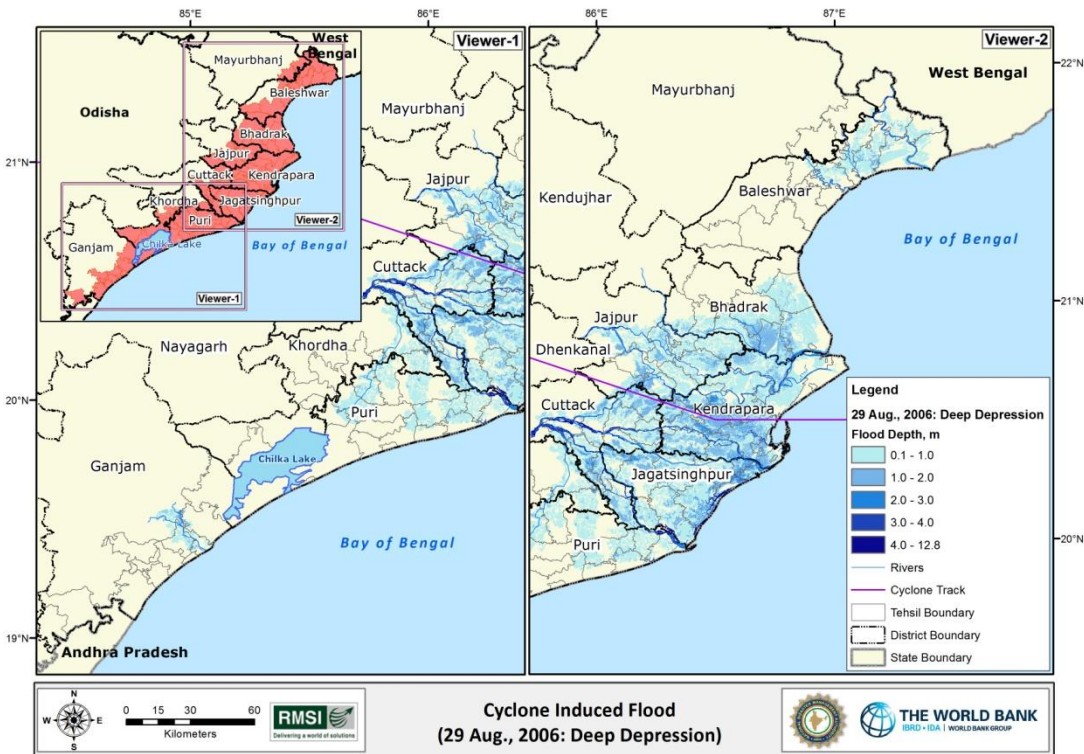 85°E
86°E
86°E
87°E
Viewer-1
Viewer-2
22°N
21°N
20°N
19°N
21°N
20°N
West
Bengal
Mayurbhanj
Baleshwar
Odisha
Bhadrak
Jajpur
Cuttack
Kendrapara
Khordha
Jagatsinghpur
Puri
Viewer-2
Ganjam
Chilka Lake
Bay of Bengal
Viewer-1
Mayurbhanj
Jajpur
Cuttack
Khordha
Nayagarh
Puri
Chilka Lake
Ganjam
Bay of Bengal
Andhra Pradesh
West Bengal
Mayurbhanj
Baleshwar
Kendujhar
Bay of Bengal
Bhadrak
Jajpur
Dhenkanal
Cuttack
Kendrapara
Jagatsinghpur
Puri
Legend
29 Aug., 2006: Deep Depression
Flood Depth, m
0.1 - 1.0
1.0 - 2.0
2.0 - 3.0
3.0 - 4.0
4.0 - 12.8
Rivers
Cyclone Track
Tehsil Boundary
District Boundary
State Boundary
N
W
E
S
0 15 30 60
Kilometers
RMSI
Delivering a world of solutions
Cyclone Induced Flood
(29 Aug., 2006: Deep Depression)
THE WORLD BANK
IBRD • IDA | WORLD BANK GROUP